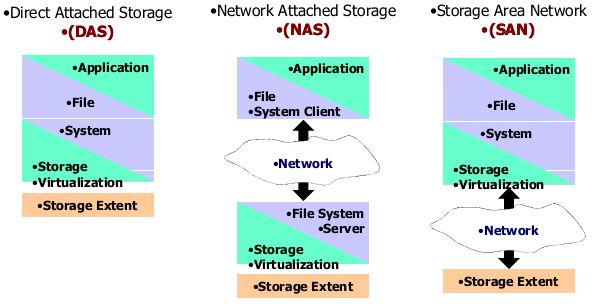 •Direct Attached Storage
•(DAS)
•Application
•File
•System
•Storage
•Virtualization
•Storage Extent
•Network Attached Storage
•(NAS)
•Application
•File
•System Client
•Network
•File System
•Server
•Storage
•Virtualization
•Storage Extent
•Storage Area Network
•(SAN)
•Application
•File
•System
•Storage
•Virtualization
•Network
•Storage Extent